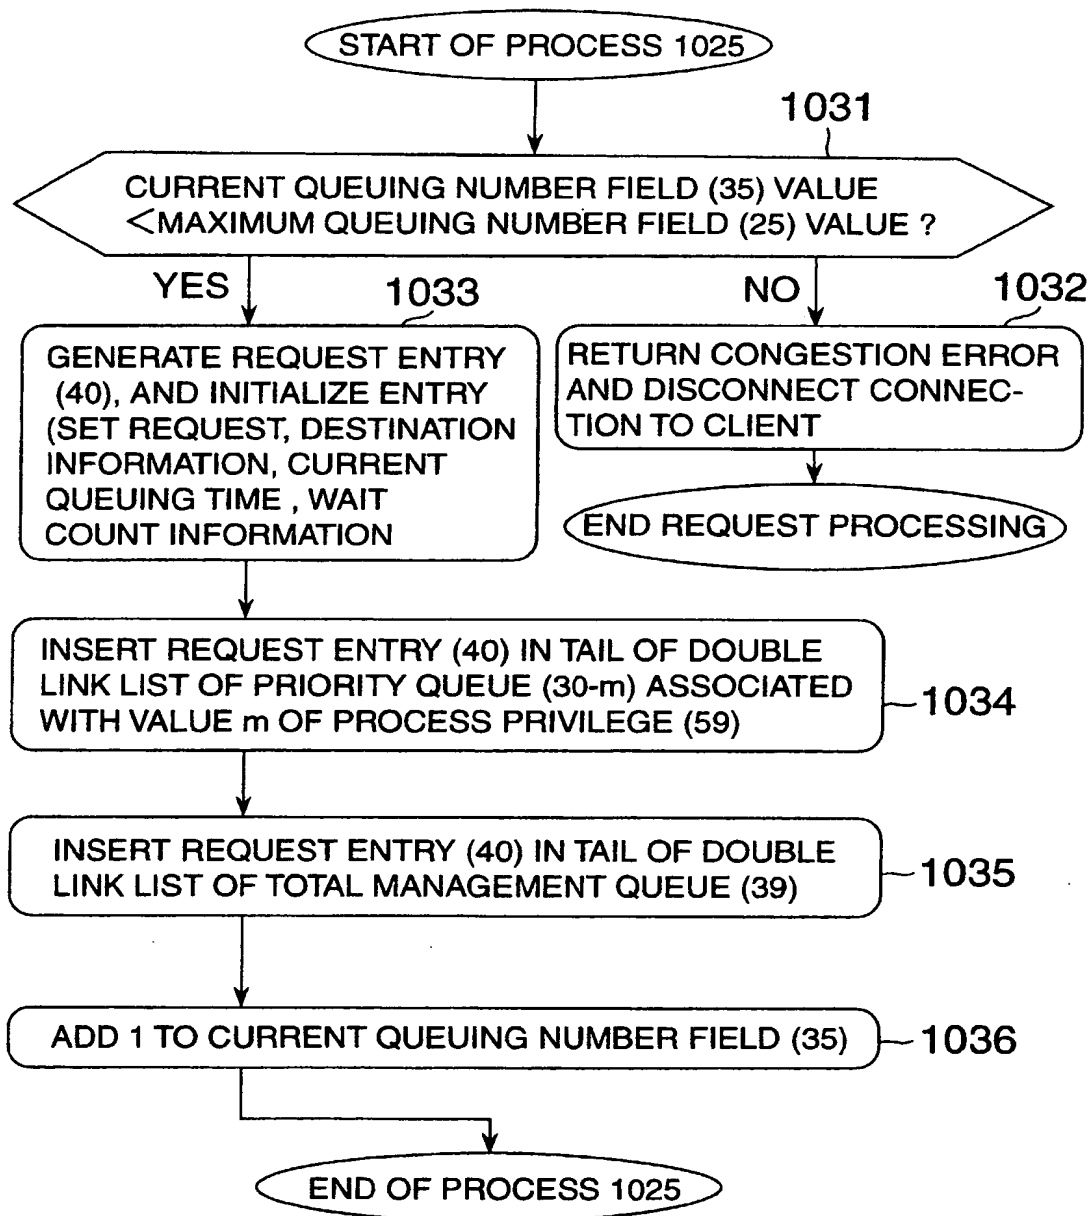 START OF PROCESS 1025
1031
CURRENT QUEUING NUMBER FIELD (35) VALUE
<MAXIMUM QUEUING NUMBER FIELD (25) VALUE ?
YES
1033
NO
1032
GENERATE REQUEST ENTRY
(40), AND INITIALIZE ENTRY
(SET REQUEST, DESTINATION
INFORMATION, CURRENT
QUEUING TIME , WAIT
COUNT INFORMATION
RETURN CONGESTION ERROR
AND DISCONNECT CONNEC-
TION TO CLIENT
END REQUEST PROCESSING
INSERT REQUEST ENTRY (40) IN TAIL OF DOUBLE
LINK LIST OF PRIORITY QUEUE (30-m) ASSOCIATED
WITH VALUE m OF PROCESS PRIVILEGE (59)
1034
INSERT REQUEST ENTRY (40) IN TAIL OF DOUBLE
LINK LIST OF TOTAL MANAGEMENT QUEUE (39)
1035
ADD 1 TO CURRENT QUEUING NUMBER FIELD (35)
1036
END OF PROCESS 1025